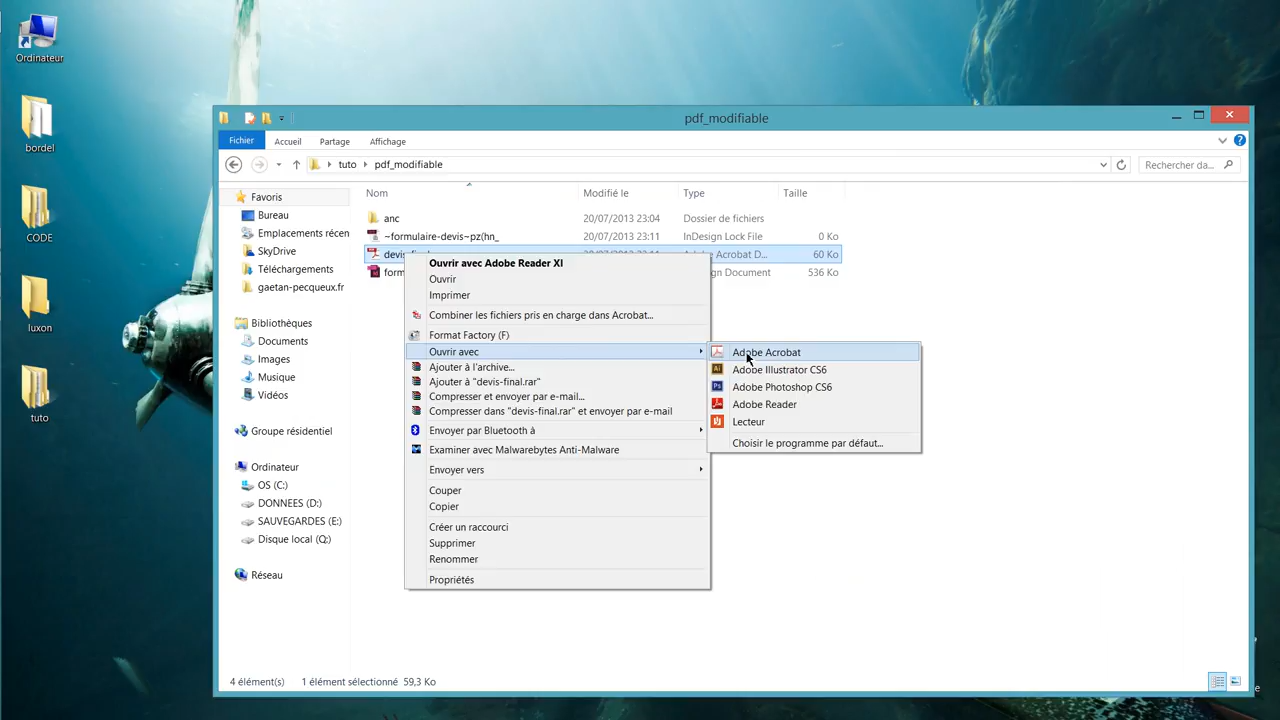 Ordinateur
bordel
CODE
luxon
tuto
pdf_modifiable
Fichier Accueil Partage Affichage
tuto pdf_modifiable Rechercher da...
Nom Modifié le Type Taille
anc 20/07/2013 23:04 Dossier de fichiers
~formulaire-devis~pz(hn_ 20/07/2013 23:11 InDesign Lock File 0 Ko
60 Ko
536 Ko
Favoris
Bureau
Emplacements récen
SkyDrive
Téléchargements
gaetan-pecqueux.fr
Bibliothèques
Documents
Images
Musique
Vidéos
Groupe résidentiel
Ordinateur
OS (C:)
DONNEES (D:)
SAUVEGARDES (E:)
Disque local (Q:)
Réseau
Ouvrir avec Adobe Reader XI
Ouvrir
Imprimer
Combiner les fichiers pris en charge dans Acrobat...
Format Factory (F)
Ouvrir avec
Ajouter à l'archive...
Ajouter à "devis-final.rar"
Compresser et envoyer par e-mail...
Compresser dans "devis-final.rar" et envoyer par e-mail
Envoyer par Bluetooth à
Examiner avec Malwarebytes Anti-Malware
Envoyer vers
Couper
Copier
Créer un raccourci
Supprimer
Renommer
Propriétés
Adobe Acrobat
Adobe Illustrator CS6
Adobe Photoshop CS6
Adobe Reader
Lecteur
Choisir le programme par défaut...
4 élément(s) 1 élément sélectionné 59,3 Ko